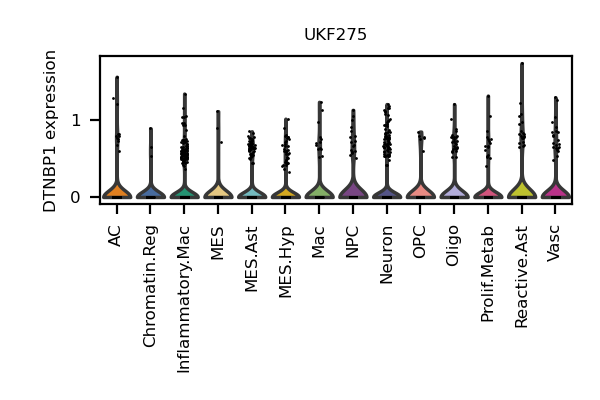 UKF275
DTNBP1 expression
1
0
AC
Chromatin.Reg
Inflammatory.Mac
MES
MES.Ast
MES.Hyp
Mac
NPC
Neuron
OPC
Oligo
Prolif.Metab
Reactive.Ast
Vasc